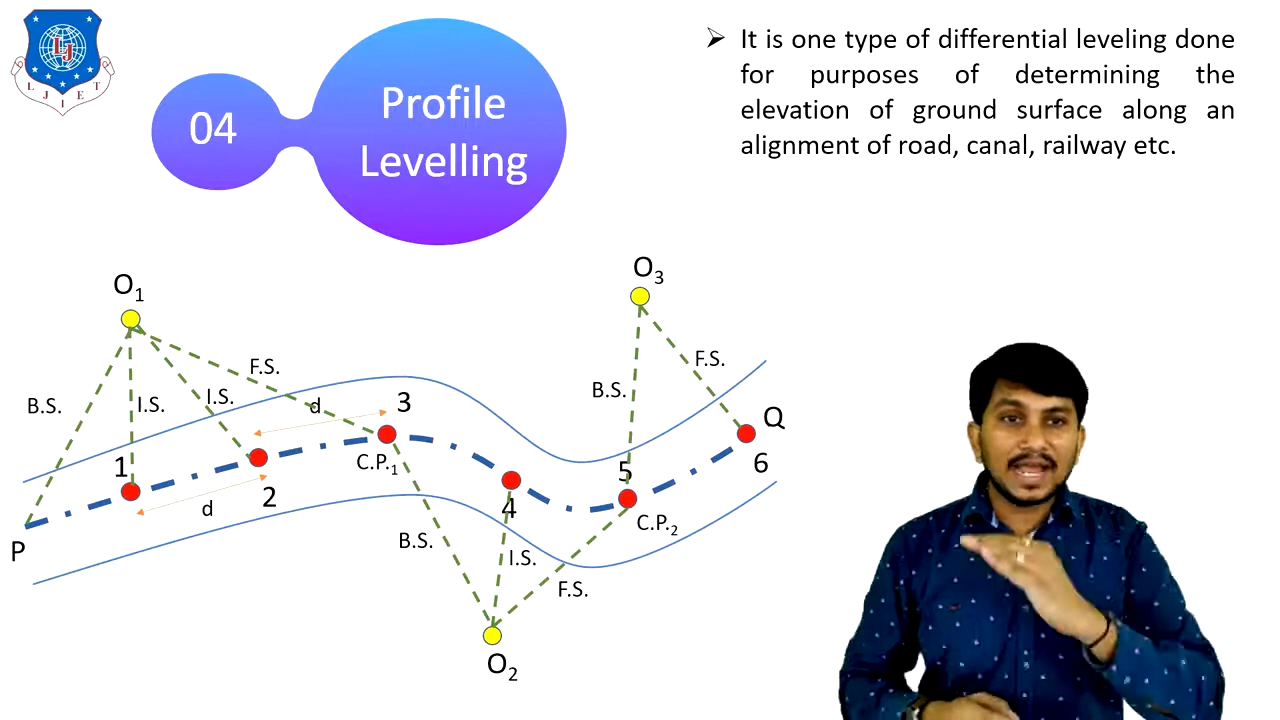 L J I E T
LJ
04
Profile
Levelling
➢ It is one type of differential leveling done
for purposes of determining the
elevation of ground surface along an
alignment of road, canal, railway etc.
O1
O3
F.S.
F.S.
B.S.
I.S.
I.S.
B.S.
d
3
Q
1
C.P.1
5
6
2
d
4
C.P.2
P
B.S.
I.S.
F.S.
O2